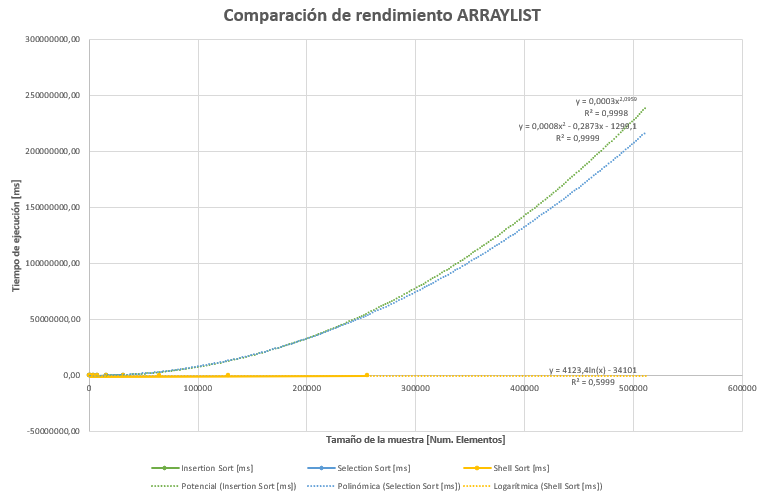 Comparación de rendimiento ARRAYLIST
300000000,00
250000000,00
y = 0,0003x^2,0959
R² = 0,9998
y = 0,0008x² - 0,2873x - 1299,1
R² = 0,9999
200000000,00
150000000,00
100000000,00
50000000,00
0,00
-50000000,00
Tiempo de ejecución [ms]
y = 4123,4ln(x) - 34101
R² = 0,5999
0 100000 200000 300000 400000 500000 600000
Tamaño de la muestra [Num. Elementos]
Insertion Sort [ms] Selection Sort [ms] Shell Sort [ms]
Potencial (Insertion Sort [ms]) Polinómica (Selection Sort [ms]) Logarítmica (Shell Sort [ms])